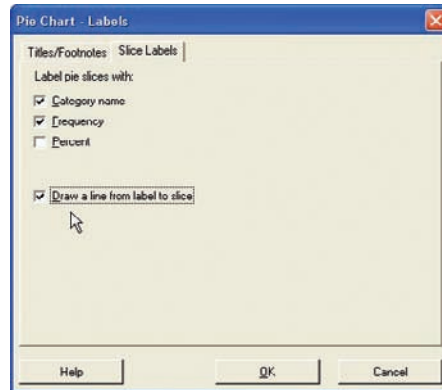 Pie Chart - Labels
Titles/Footnotes Slice Labels
Label pie slices with:
Category name
Frequency
Percent
Draw a line from label to slice
Help OK Cancel